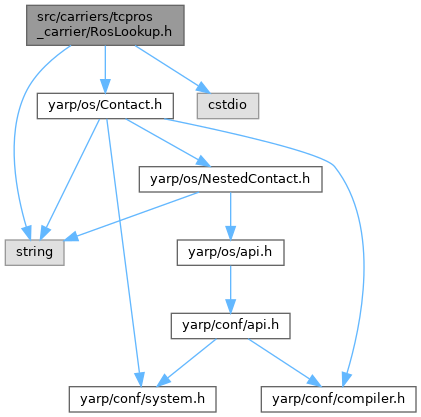 src/carriers/tcpros
_carrier/RosLookup.h
yarp/os/Contact.h
cstdio
yarp/os/NestedContact.h
string
yarp/os/api.h
yarp/conf/api.h
yarp/conf/system.h
yarp/conf/compiler.h